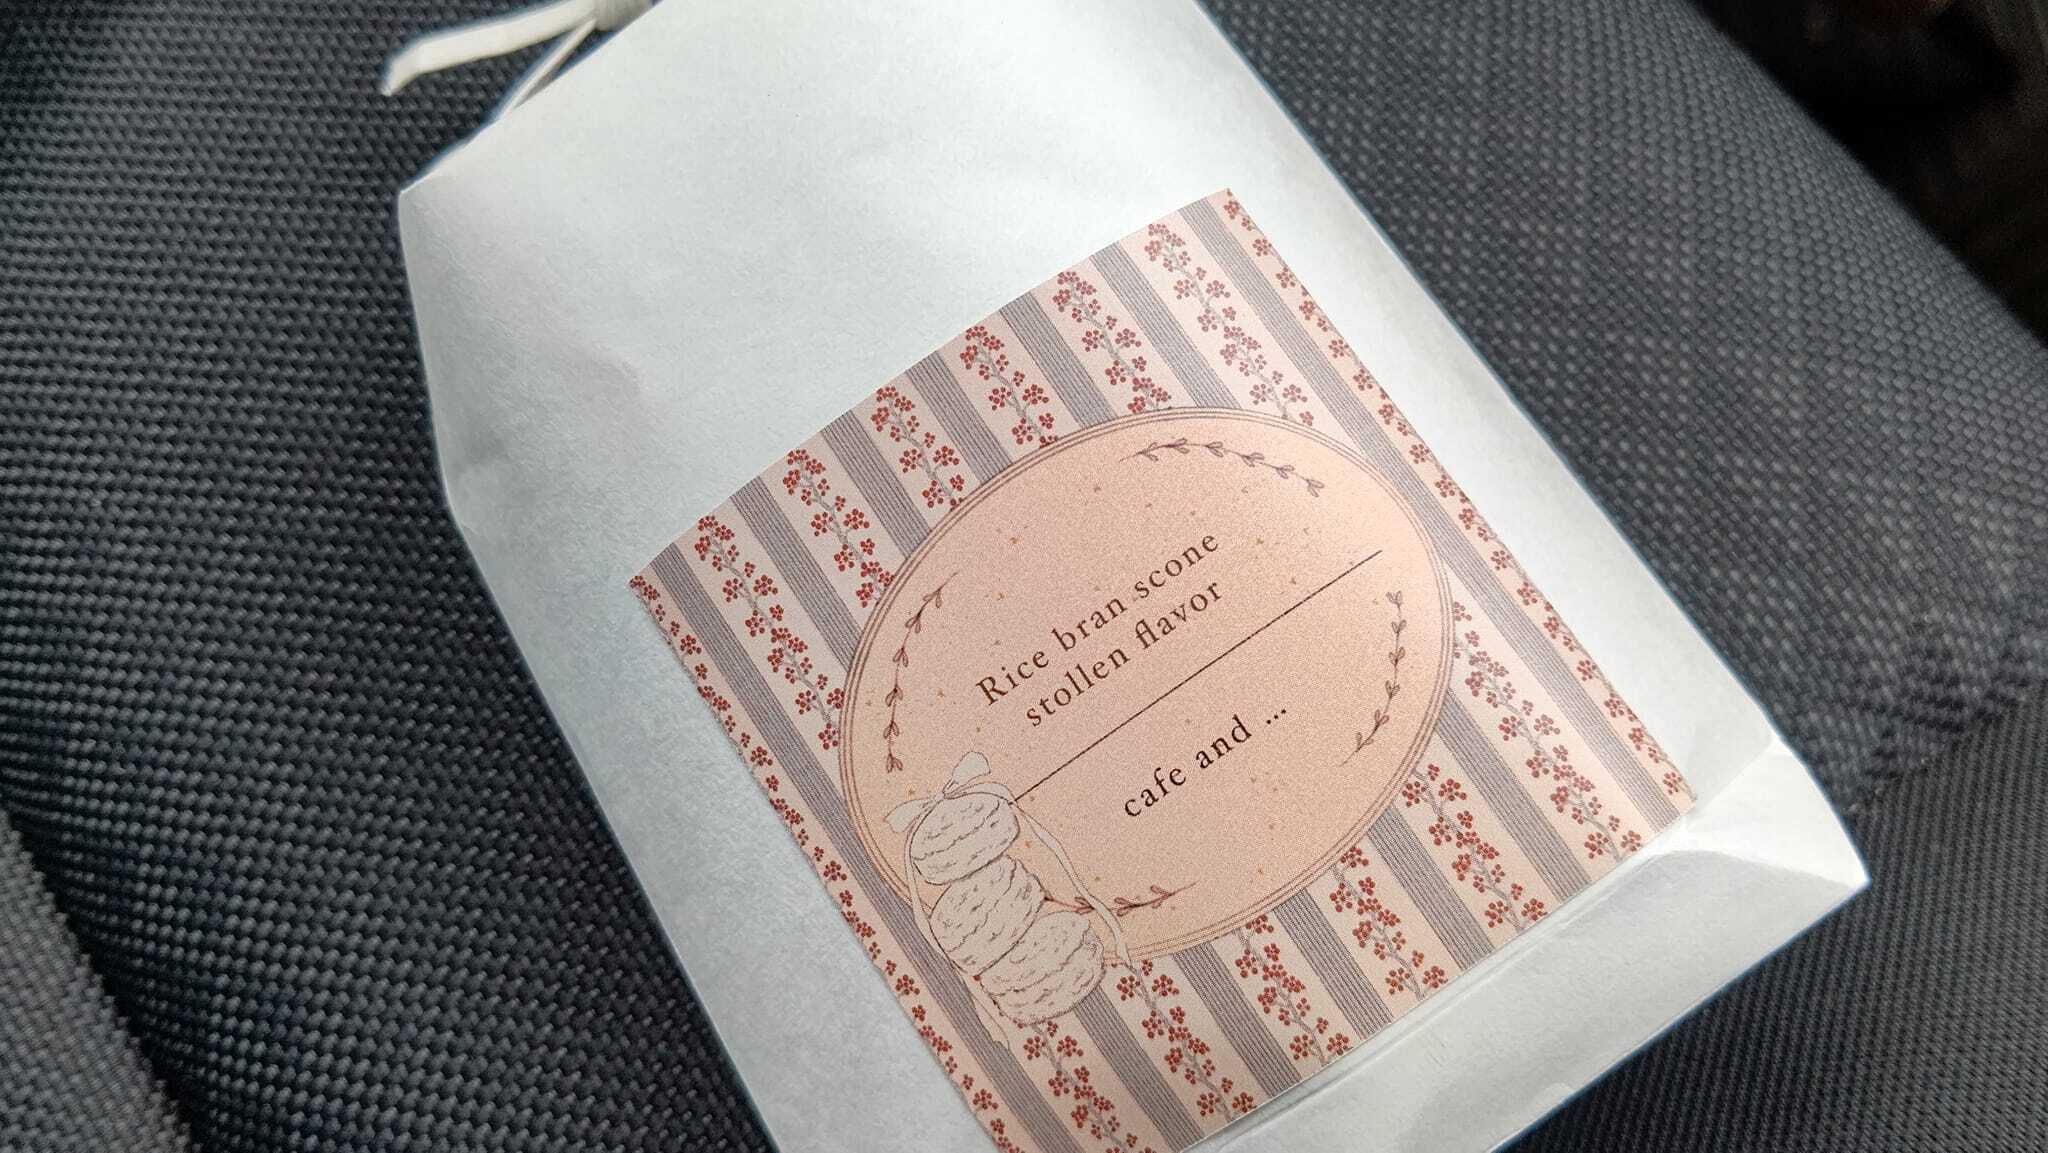 Rice bran scone
stollen flavor
cafe and ...